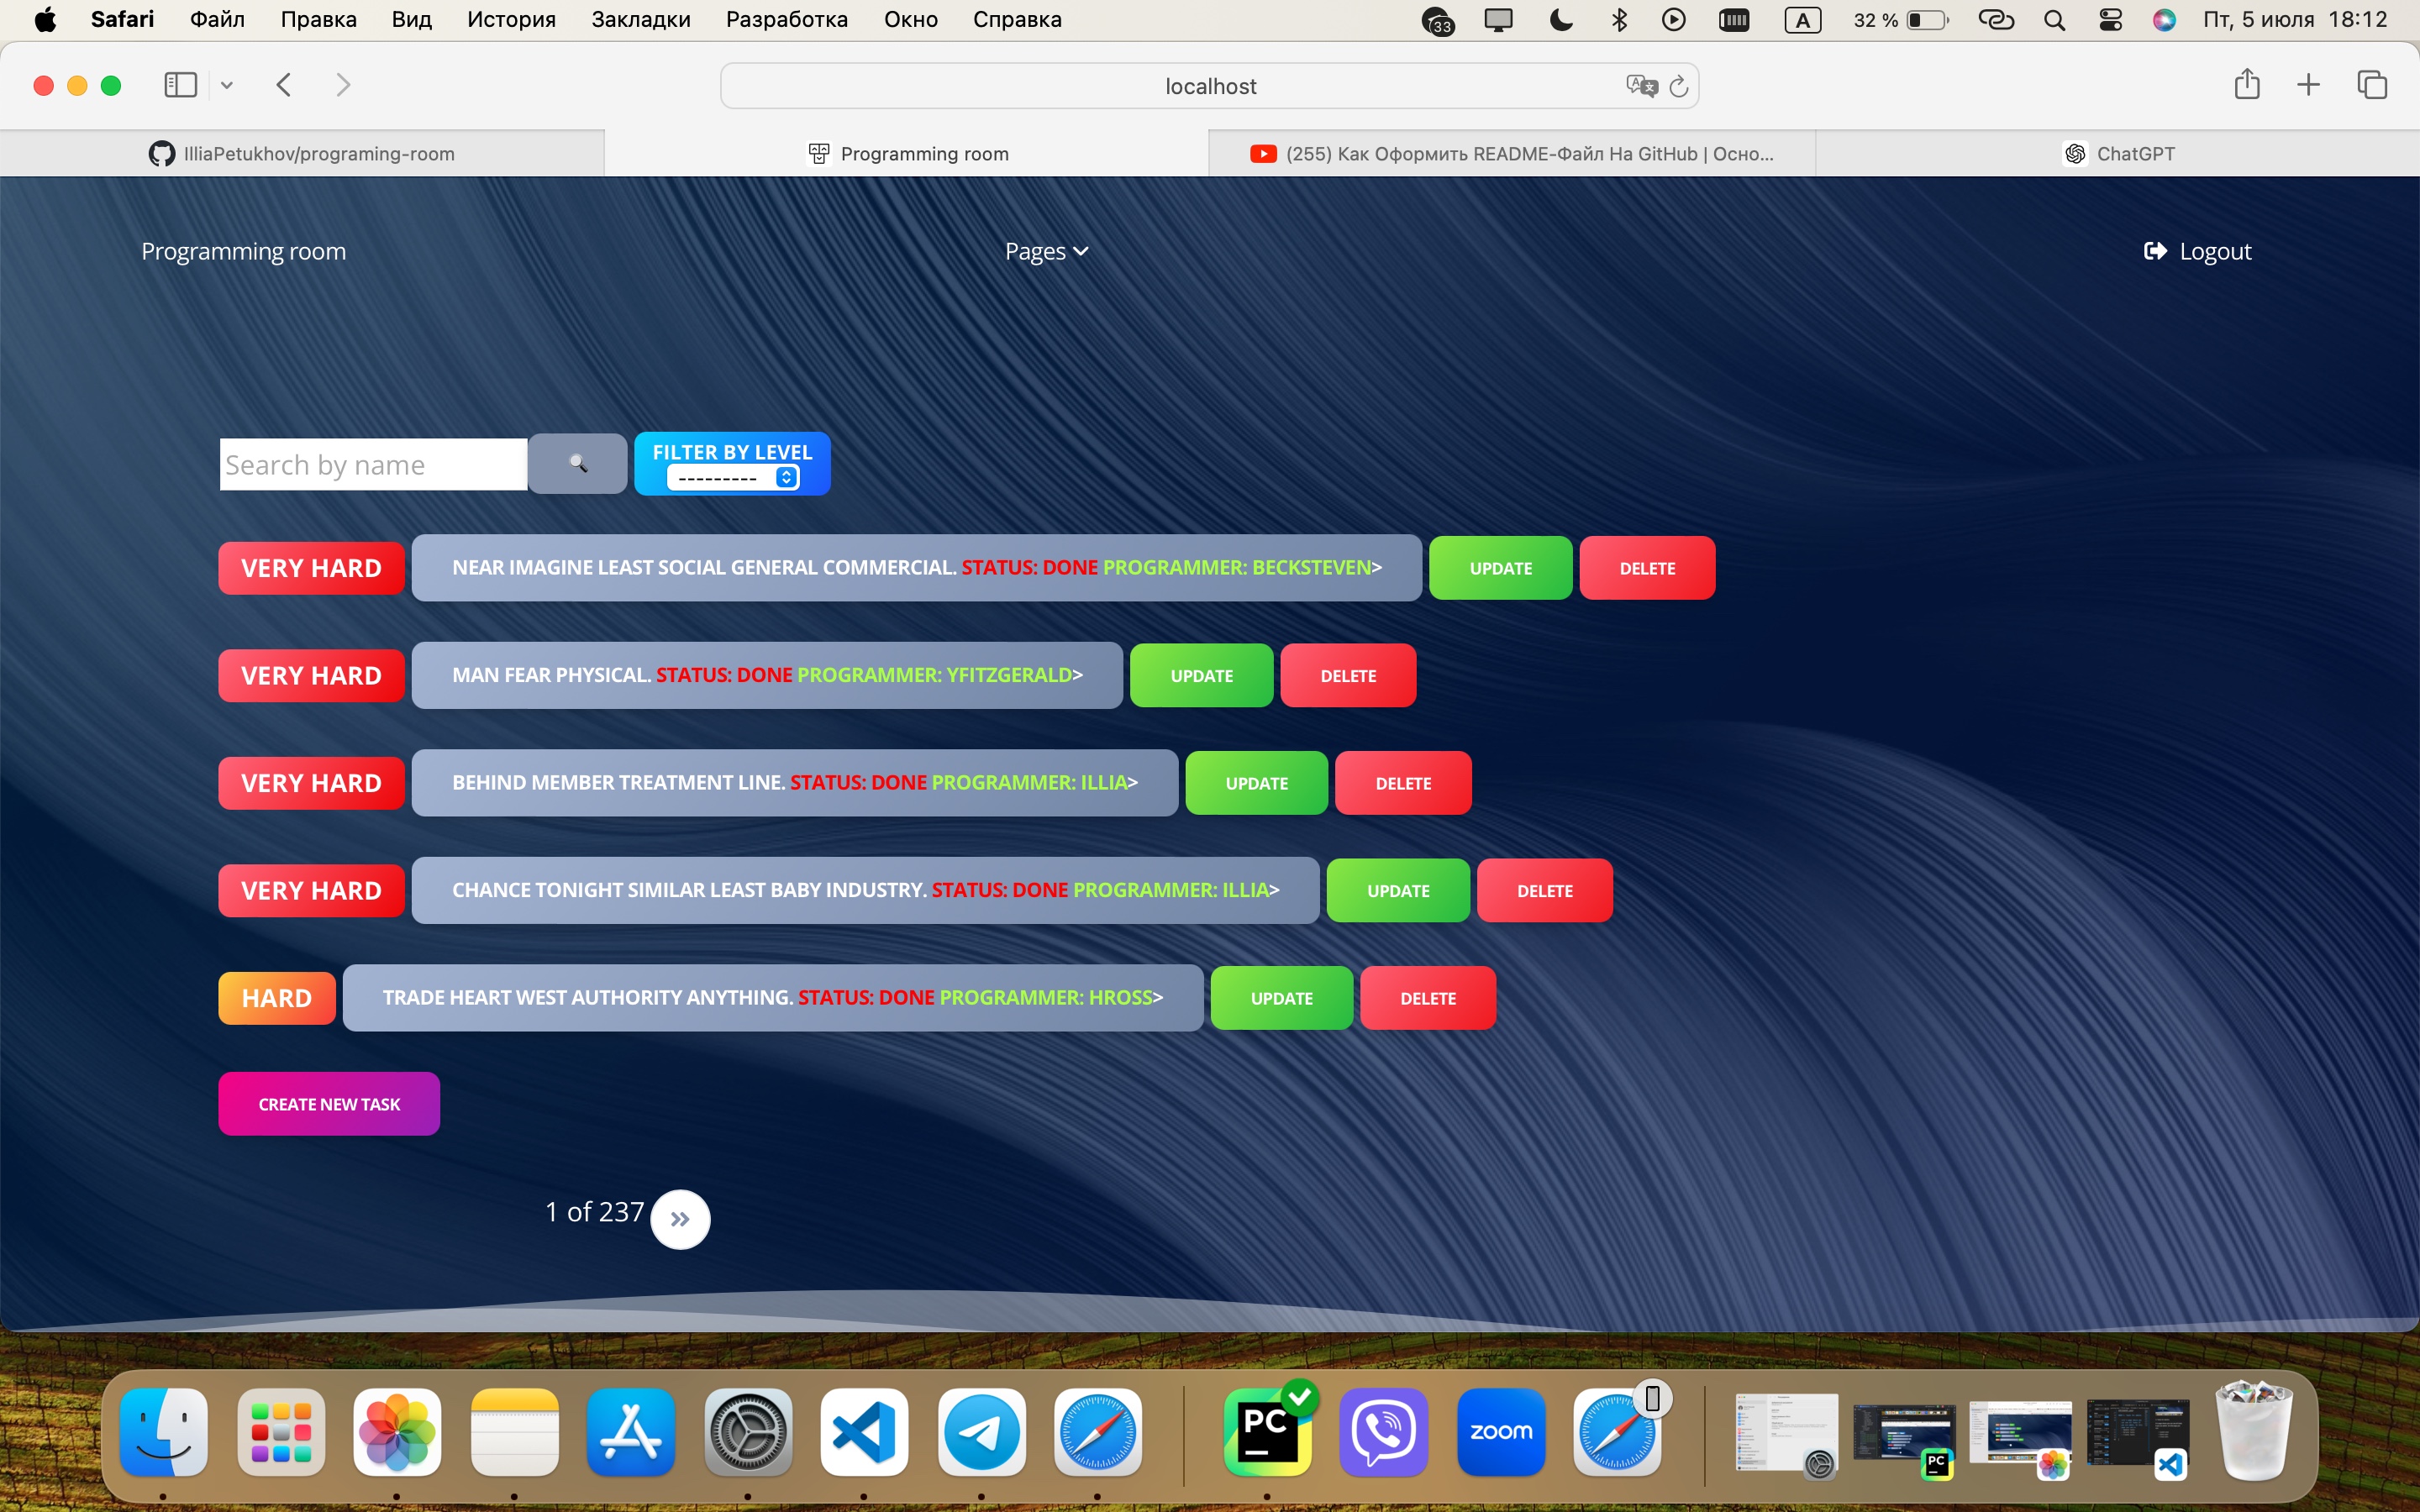 Safari Файл Правка Вид История Закладки Разработка Окно Справка 33 A 32 % Пт, 5 июля 18:12
localhost
IlliaPetukhov/programing-room Programming room (255) Как Оформить README-Файл На GitHub | Осно... ChatGPT
Programming room Pages Logout
Search by name FILTER BY LEVEL
---------
VERY HARD NEAR IMAGINE LEAST SOCIAL GENERAL COMMERCIAL. STATUS: DONE PROGRAMMER: BECKSTEVEN> UPDATE DELETE
VERY HARD MAN FEAR PHYSICAL. STATUS: DONE PROGRAMMER: YFITZGERALD> UPDATE DELETE
VERY HARD BEHIND MEMBER TREATMENT LINE. STATUS: DONE PROGRAMMER: ILLIA> UPDATE DELETE
VERY HARD CHANCE TONIGHT SIMILAR LEAST BABY INDUSTRY. STATUS: DONE PROGRAMMER: ILLIA> UPDATE DELETE
HARD TRADE HEART WEST AUTHORITY ANYTHING. STATUS: DONE PROGRAMMER: HROSS> UPDATE DELETE
CREATE NEW TASK
1 of 237 »
PC zoom PC